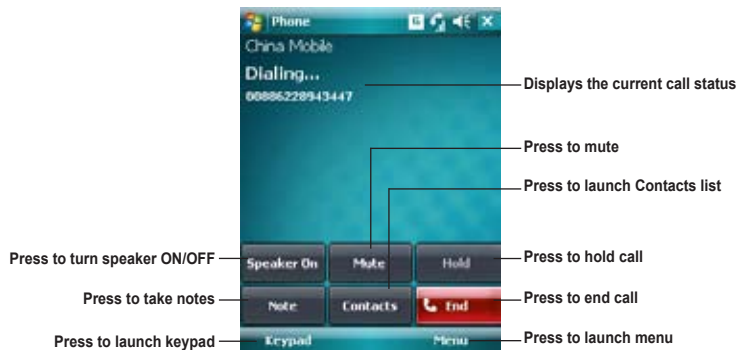 Phone
G
China Mobile
Dialing...
00886228943447
Displays the current call status
Press to mute
Press to launch Contacts list
Press to turn speaker ON/OFF
Speaker On
Mute
Hold
Press to hold call
Press to take notes
Note
Contacts
End
Press to end call
Press to launch keypad
Keypad
Menu
Press to launch menu